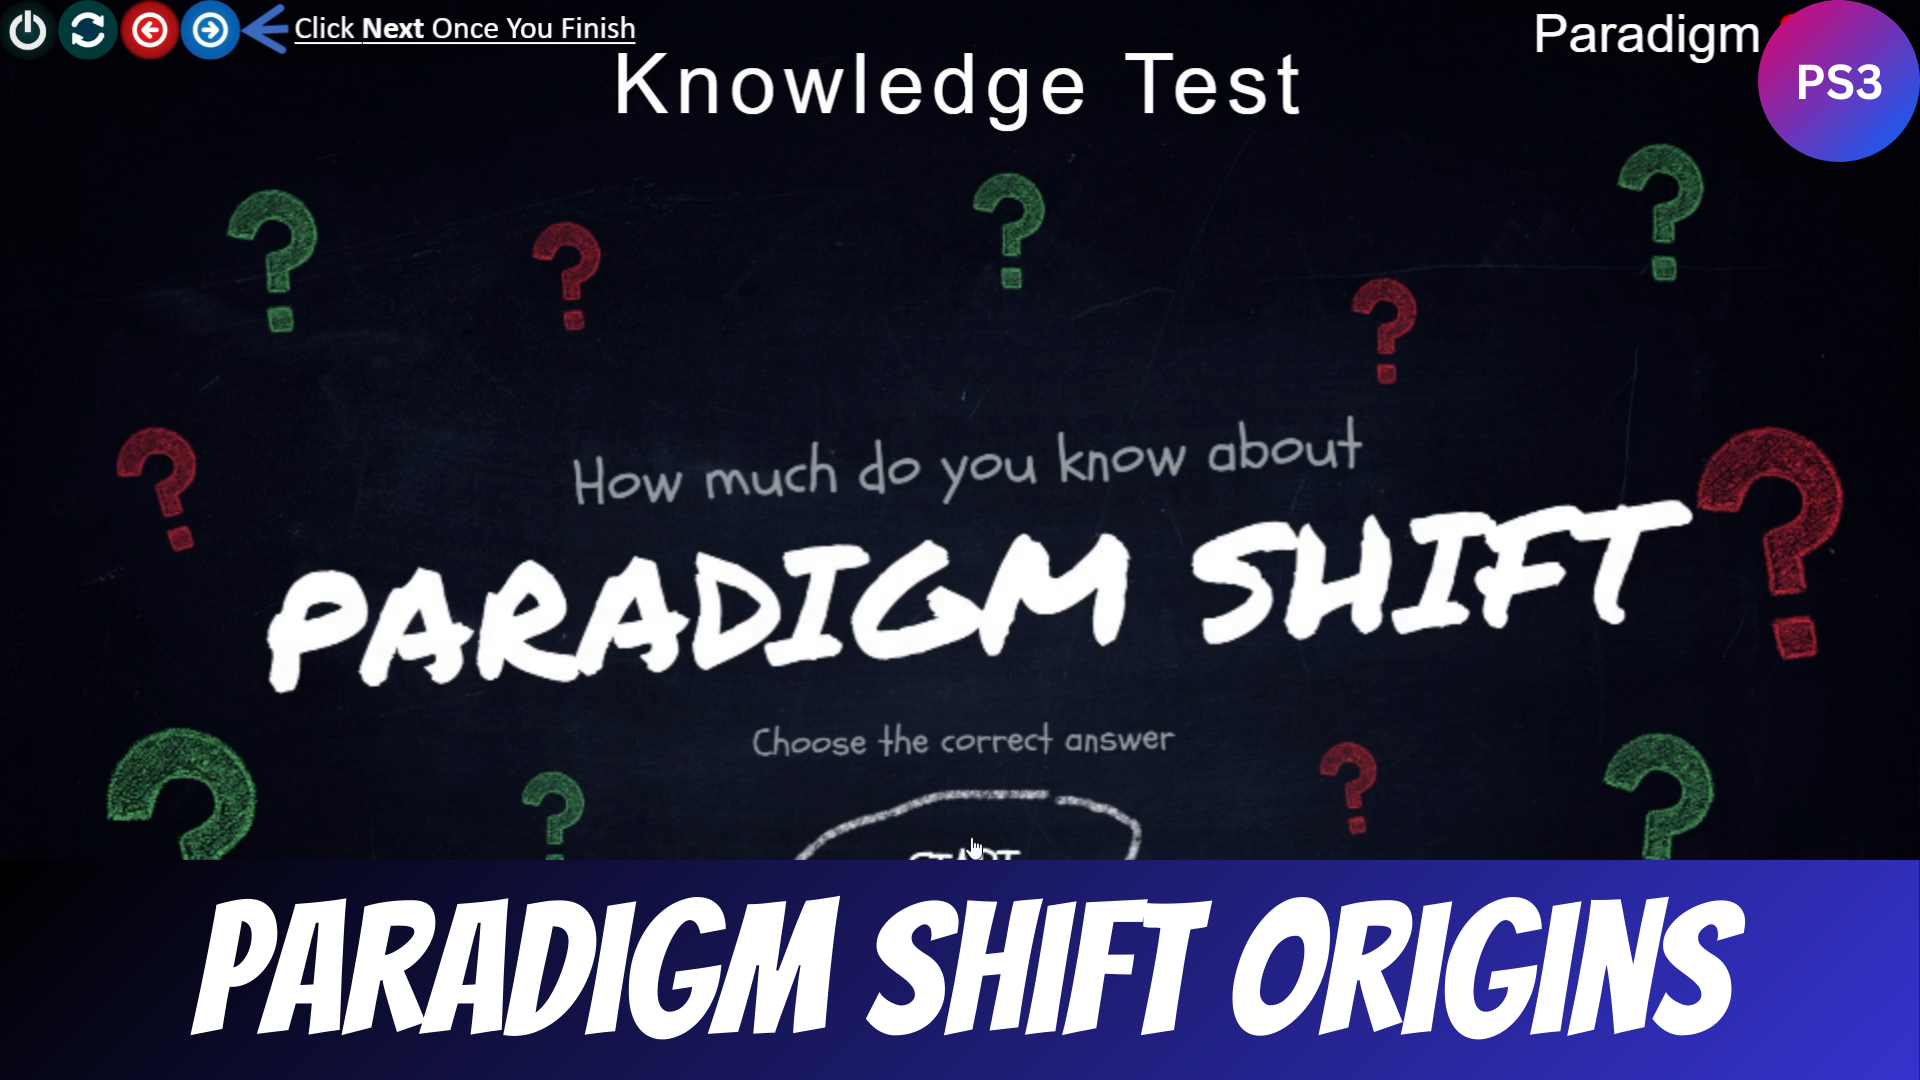 Click Next Once You Finish
Paradigm
PS3
Knowledge Test
How much do you know about
PARADIGM SHIFT
Choose the correct answer
START
PARADIGM SHIFT ORIGINS